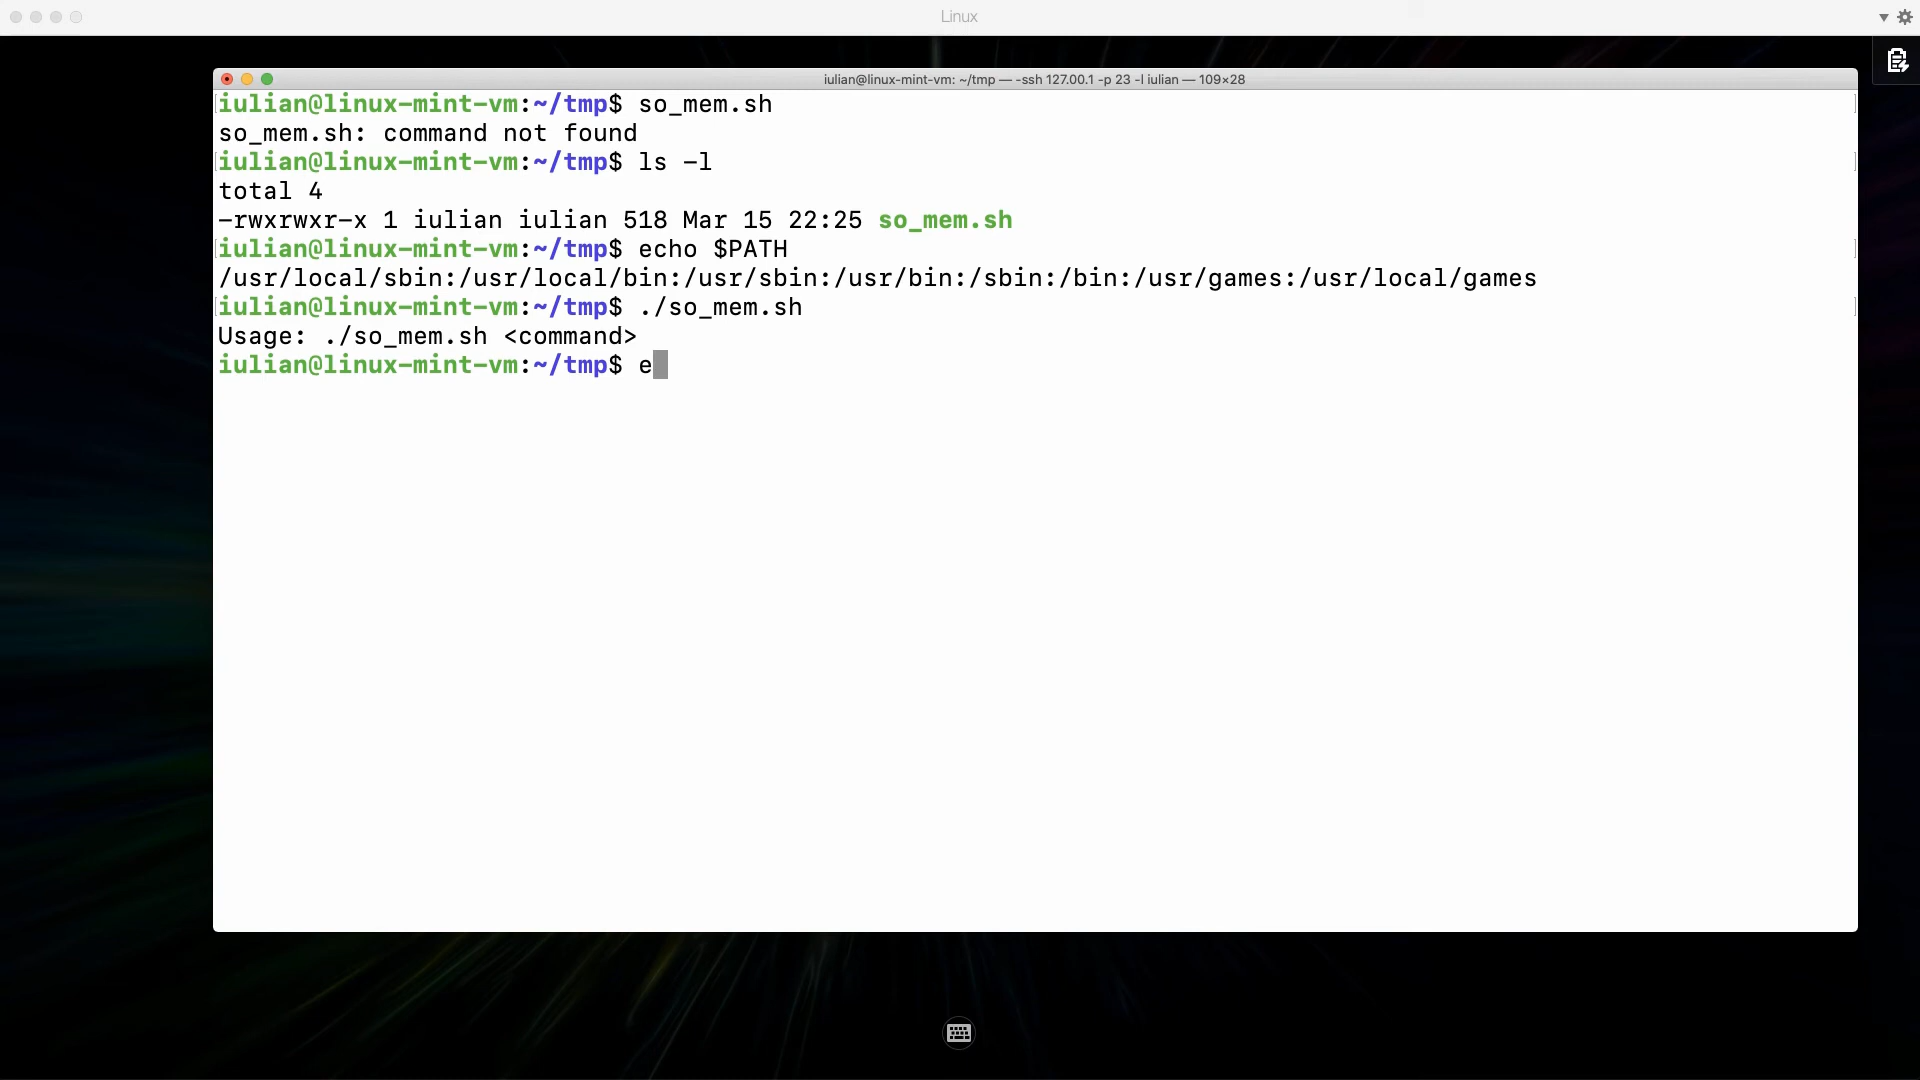 Linux
iulian@linux-mint-vm: ~/tmp — -ssh 127.00.1 -p 23 -l iulian — 109×28
iulian@linux-mint-vm:~/tmp$ so_mem.sh
so_mem.sh: command not found
iulian@linux-mint-vm:~/tmp$ ls -l
total 4
-rwxrwxr-x 1 iulian iulian 518 Mar 15 22:25 so_mem.sh
iulian@linux-mint-vm:~/tmp$ echo $PATH
/usr/local/sbin:/usr/local/bin:/usr/sbin:/usr/bin:/sbin:/bin:/usr/games:/usr/local/games
iulian@linux-mint-vm:~/tmp$ ./so_mem.sh
Usage: ./so_mem.sh <command>
iulian@linux-mint-vm:~/tmp$ e